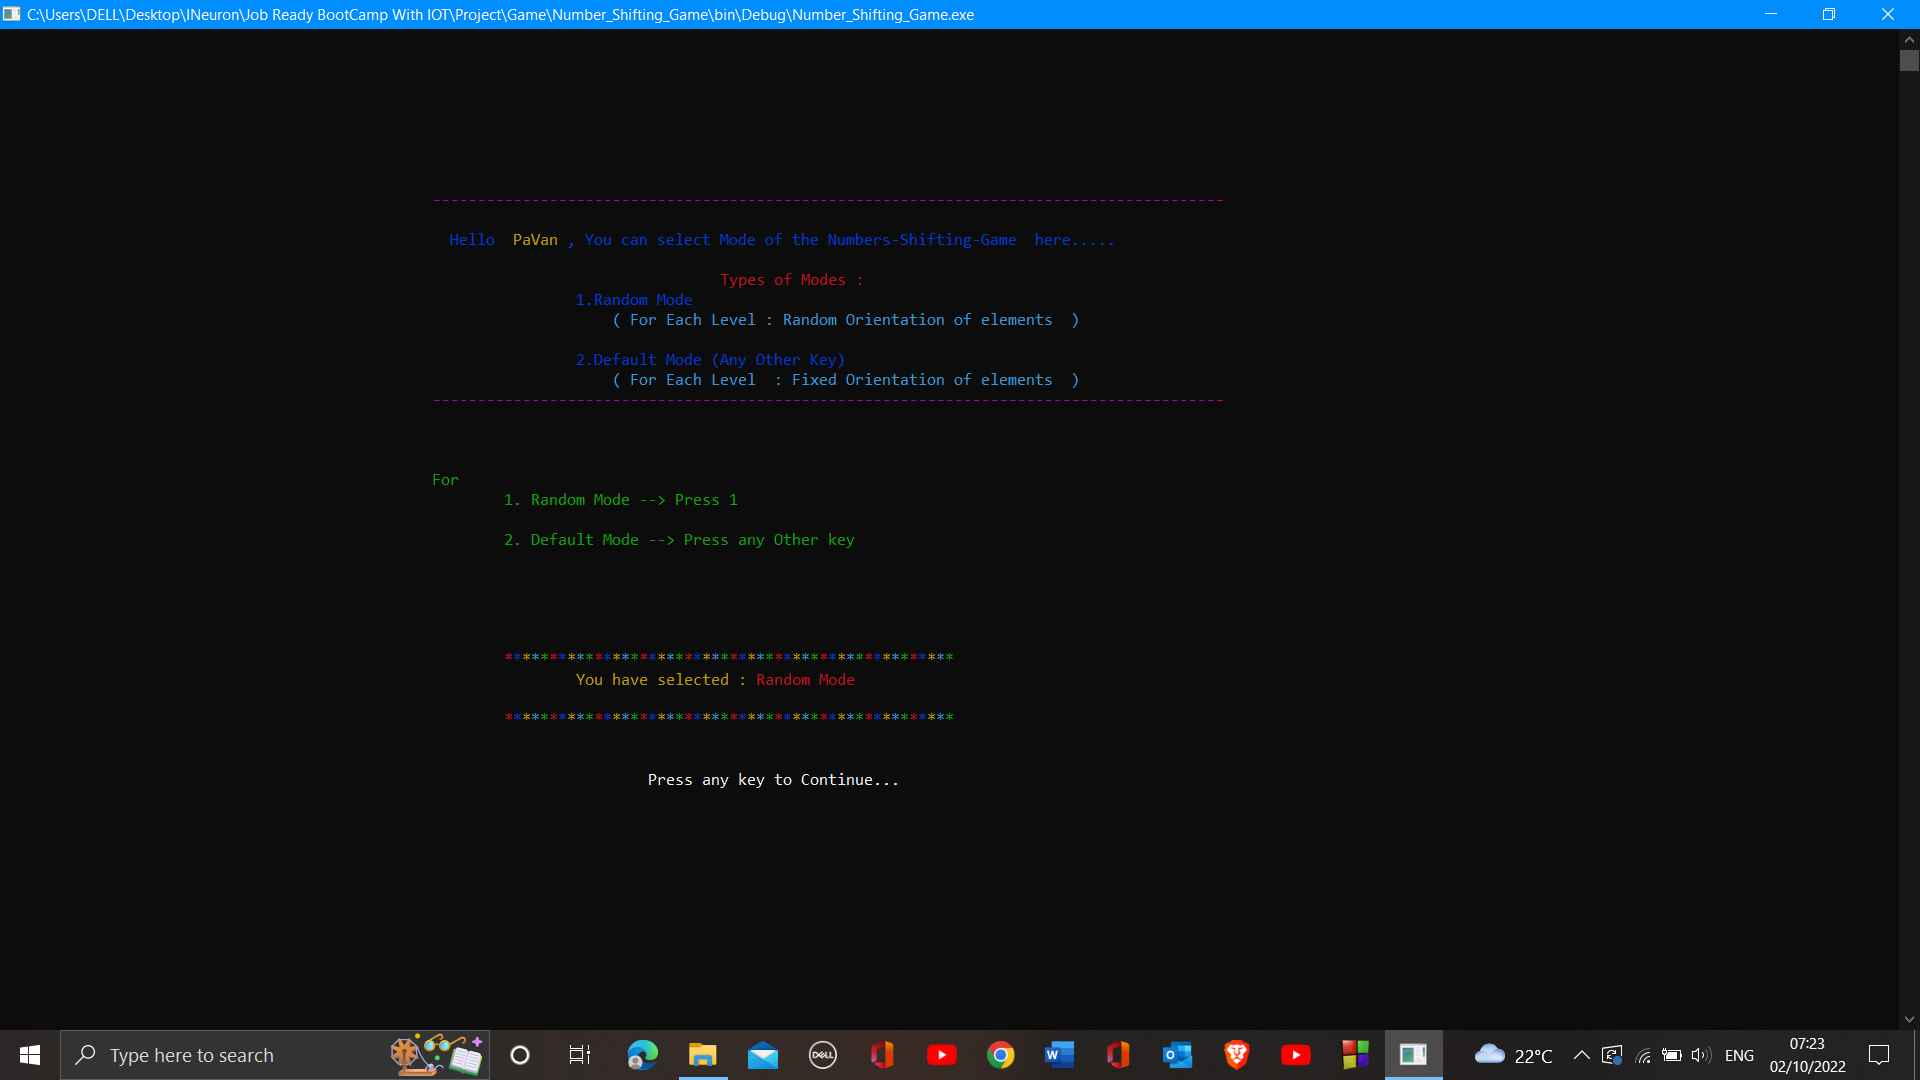 C:\Users\DELL\Desktop\INeuron\Job Ready BootCamp With IOT\Project\Game\Number_Shifting_Game\bin\Debug\Number_Shifting_Game.exe
----------------------------------------------------------------------------------------
Hello  PaVan , You can select Mode of the Numbers-Shifting-Game  here.....
Types of Modes :
1.Random Mode
( For Each Level : Random Orientation of elements  )
2.Default Mode (Any Other Key)
( For Each Level  : Fixed Orientation of elements  )
----------------------------------------------------------------------------------------
For
1. Random Mode --> Press 1
2. Default Mode --> Press any Other key
**************************************************
You have selected : Random Mode
**************************************************
Press any key to Continue...
Type here to search
DELL
W
22°C
ENG
07:23
02/10/2022